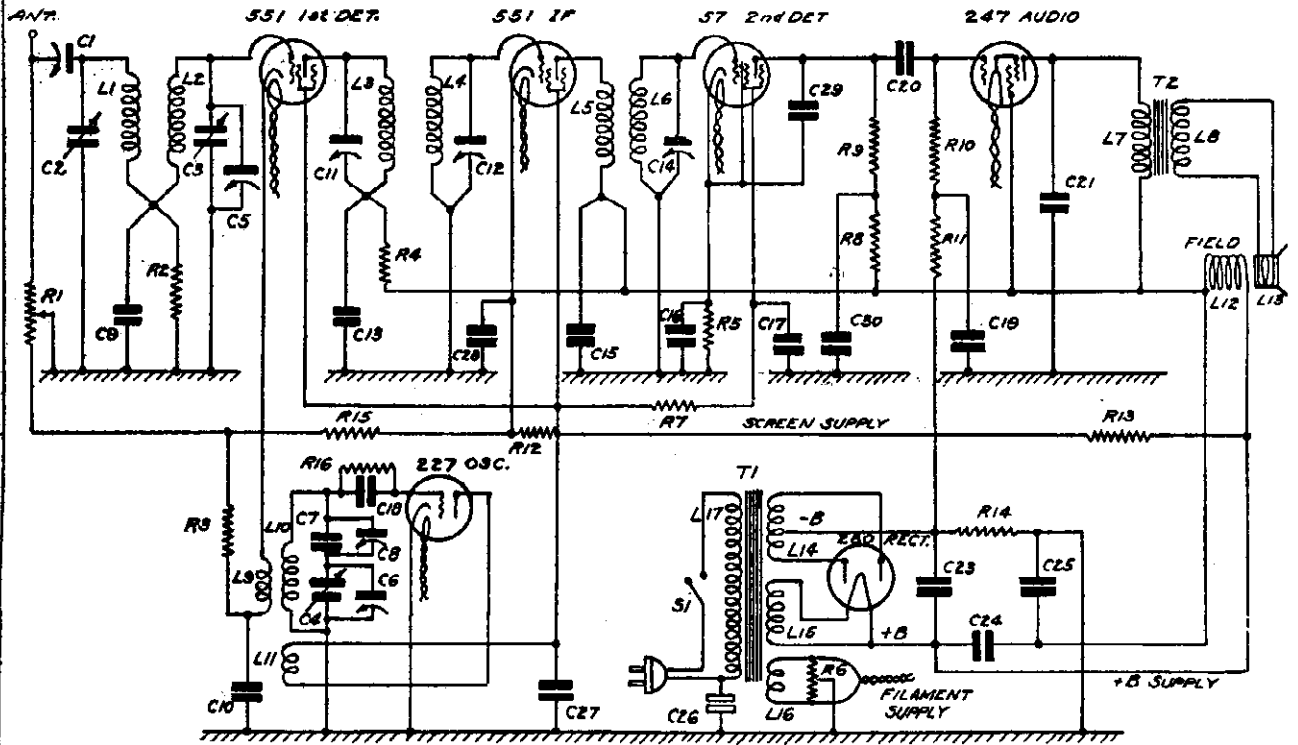 ANT.
551 1st DET.
551 IF
57 2nd DET
247 AUDIO
C1
L1
L2
C2
C3
C5
L3
C11
L4
C12
L5
L6
C14
C29
C20
R9
R10
C21
T2
L7
L8
R1
C9
R2
R4
C13
C28
C15
C16
R5
C17
R8
C30
R11
C19
FIELD
L12
L13
R15
R12
R7
SCREEN SUPPLY
R13
R16
227 OSC.
C18
R3
L10
C7
C8
L9
C6
C4
L11
C10
C27
T1
L17
S1
-B
L14
280 RECT.
R14
C23
C25
L15
+B
C24
R6
L16
C26
FILAMENT
SUPPLY
+B SUPPLY